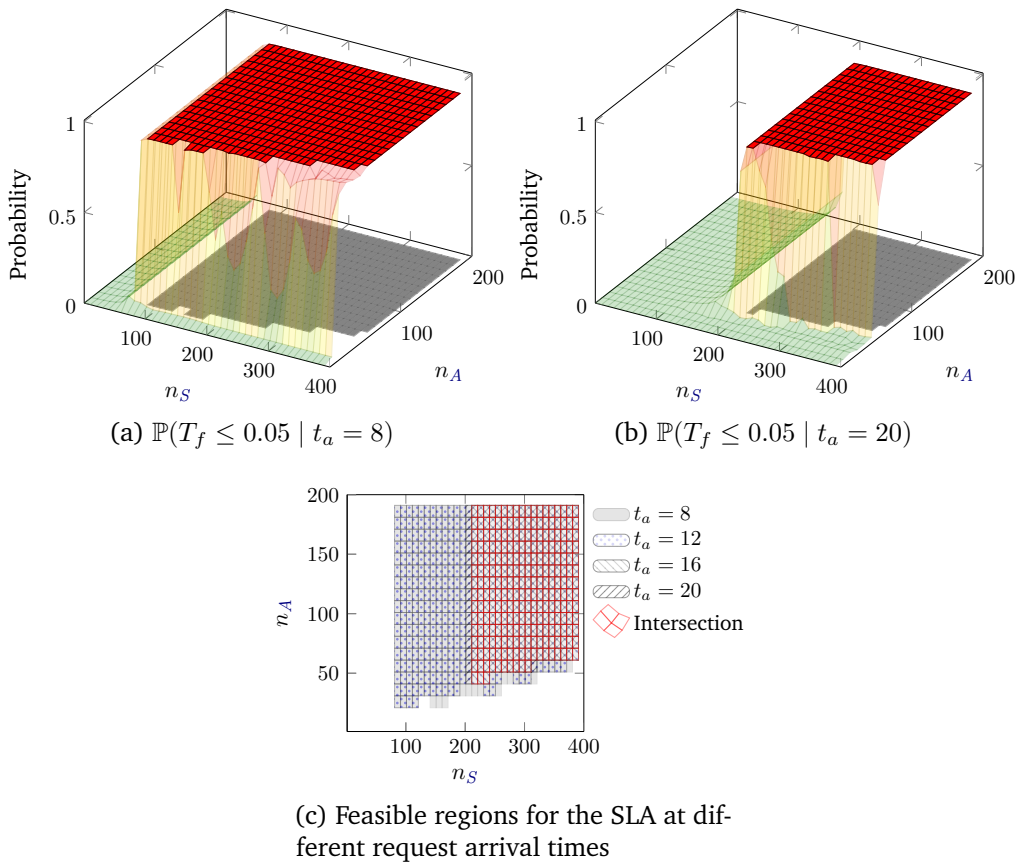 1
0.5
0
Probability
100
200
300
400
n_S
100
200
n_A
(a) ℙ(T_f ≤ 0.05 | t_a = 8)
1
0.5
0
Probability
100
200
300
400
n_S
100
200
n_A
(b) ℙ(T_f ≤ 0.05 | t_a = 20)
200
150
100
50
n_A
100
200
300
400
n_S
t_a = 8
t_a = 12
t_a = 16
t_a = 20
Intersection
(c) Feasible regions for the SLA at dif-
ferent request arrival times